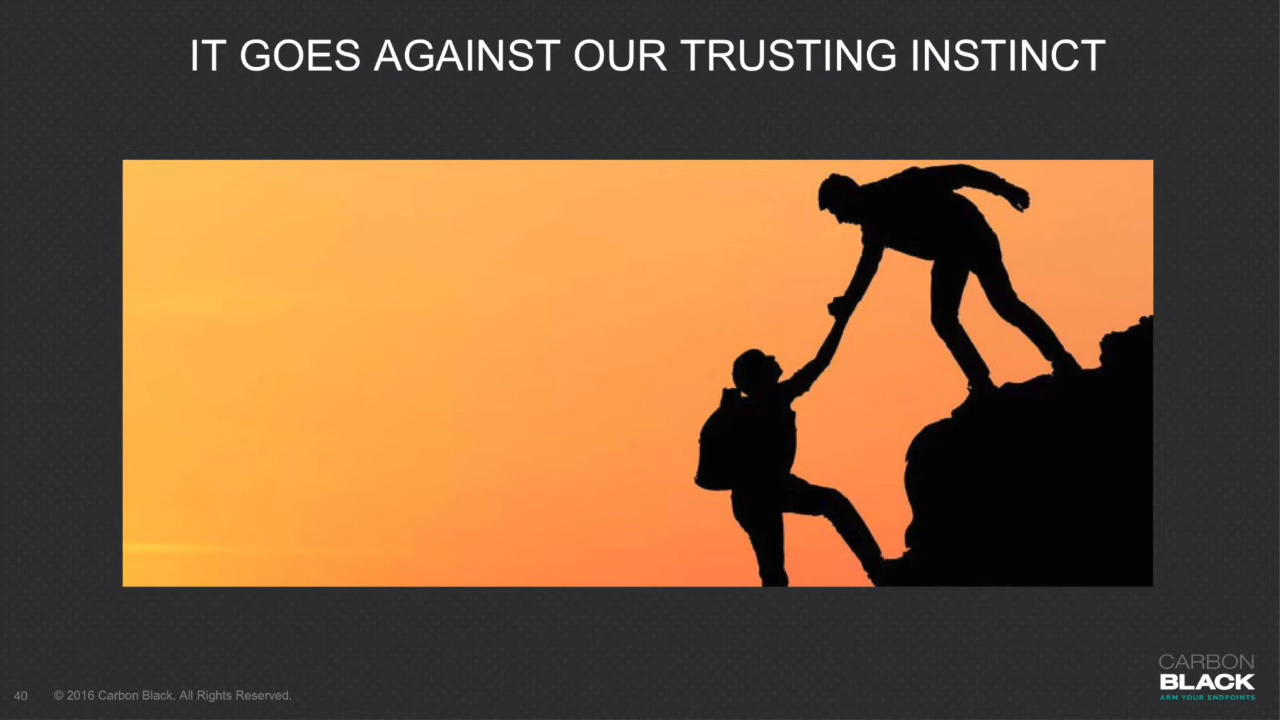 IT GOES AGAINST OUR TRUSTING INSTINCT
40 © 2016 Carbon Black. All Rights Reserved.
CARBON
BLACK
ARM YOUR ENDPOINTS